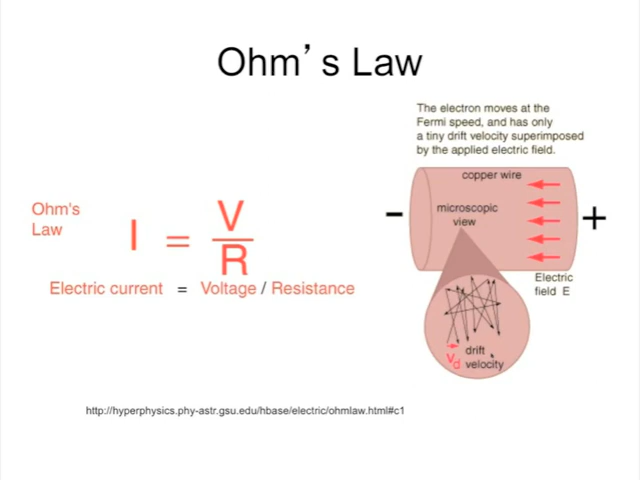 Ohm's Law
The electron moves at the
Fermi speed, and has only
a tiny drift velocity superimposed
by the applied electric field.
copper wire
microscopic
view
-
+
Electric
field E
drift
velocity
Vd
Ohm's
Law
I = V
R
Electric current = Voltage / Resistance
http://hyperphysics.phy-astr.gsu.edu/hbase/electric/ohmlaw.html#c1